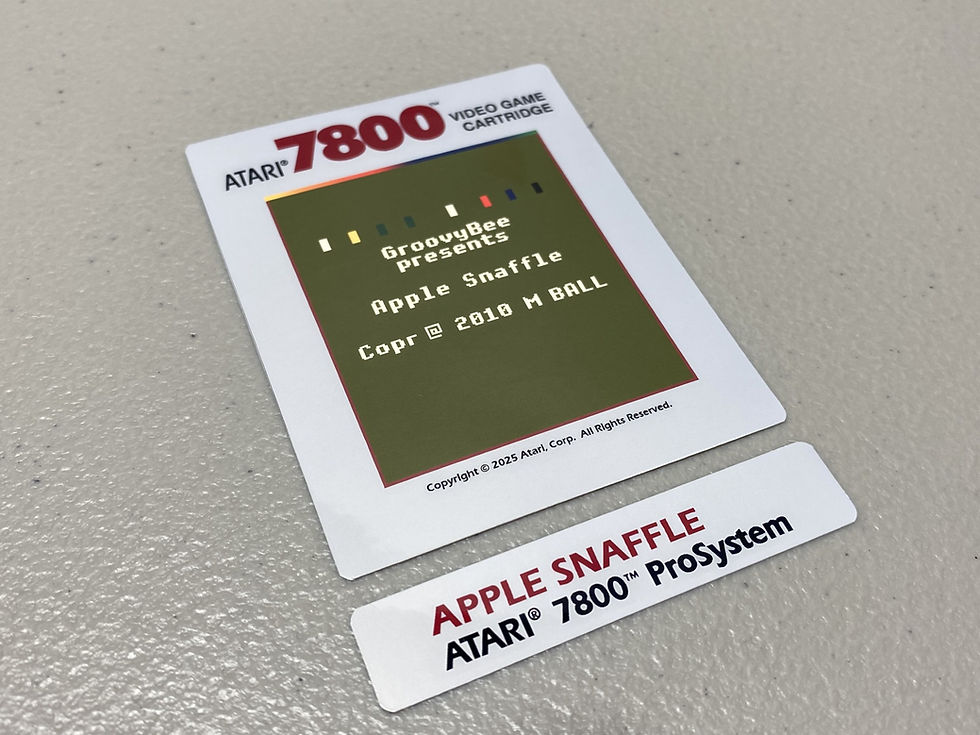 ATARI® 7800™ VIDEO GAME
CARTRIDGE
GroovyBee
presents
Apple Snaffle
Copr @ 2010 M BALL
Copyright © 2025 Atari, Corp. All Rights Reserved.
APPLE SNAFFLE
ATARI® 7800™ ProSystem